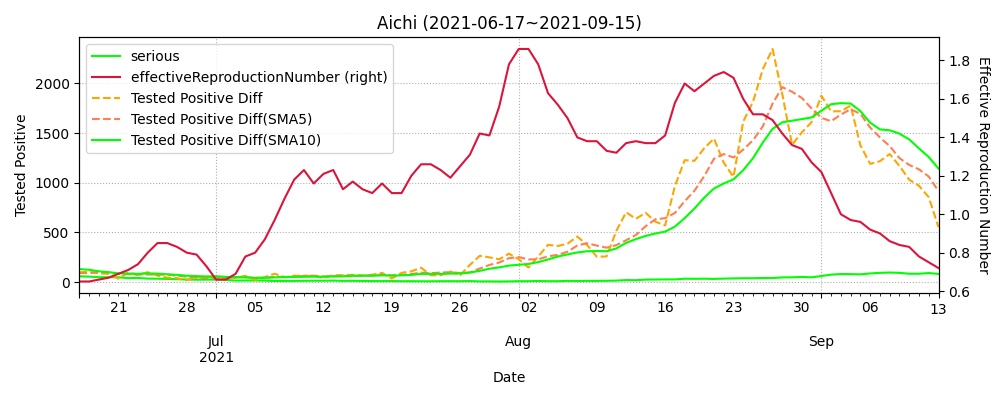 Aichi (2021-06-17~2021-09-15)
serious
effectiveReproductionNumber (right)
Tested Positive Diff
Tested Positive Diff(SMA5)
Tested Positive Diff(SMA10)
Tested Positive
2000
1500
1000
500
0
Effective Reproduction Number
1.8
1.6
1.4
1.2
1.0
0.8
0.6
21 28 05 12 19 26 02 09 16 23 30 06 13
Jul Aug Sep
2021
Date